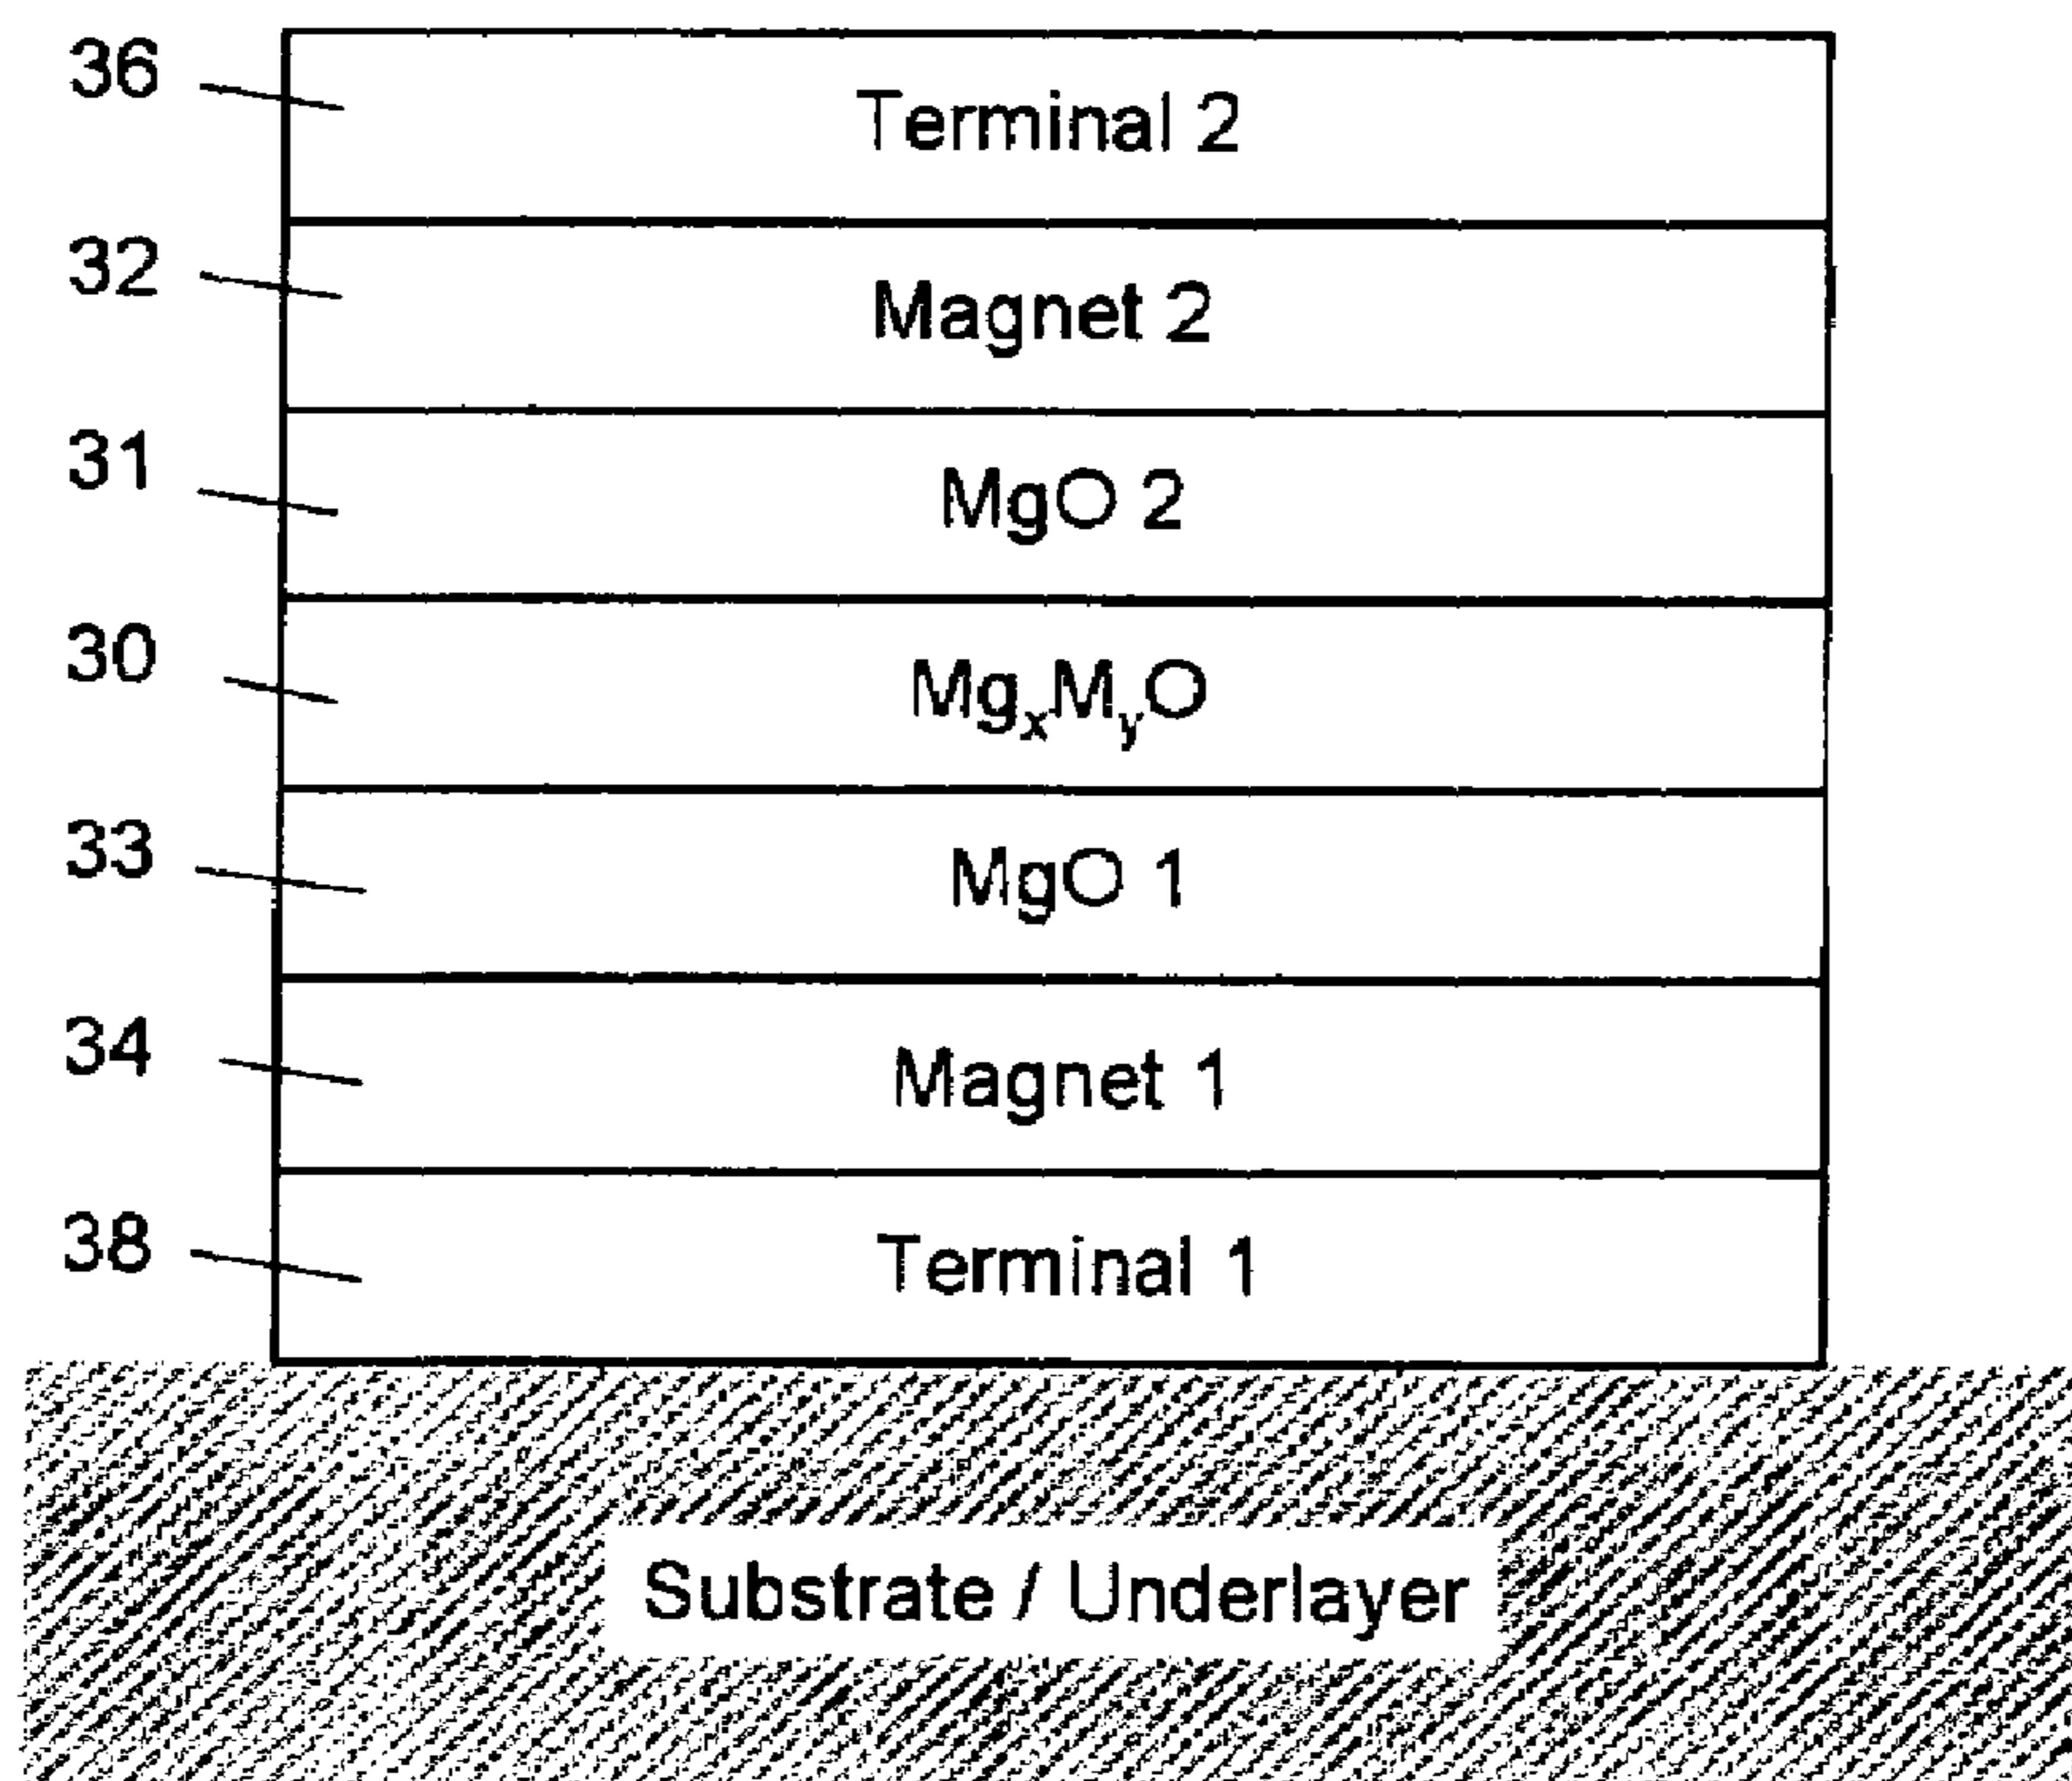 36 Terminal 2
32 Magnet 2
31 MgO 2
30 MgₓMᵧO
33 MgO 1
34 Magnet 1
38 Terminal 1
Substrate / Underlayer